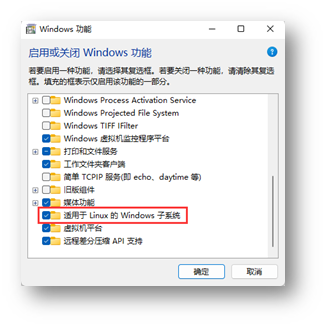 Windows 功能
启用或关闭 Windows 功能
若要启用一种功能，请选择其复选框。若要关闭一种功能，请清除其复选
框。填充的框表示仅启用该功能的一部分。
Windows Process Activation Service
Windows Projected File System
Windows TIFF IFilter
Windows 虚拟机监控程序平台
打印和文件服务
工作文件夹客户端
简单 TCPIP 服务(即 echo、daytime 等)
旧版组件
媒体功能
适用于 Linux 的 Windows 子系统
虚拟机平台
远程差分压缩 API 支持
确定
取消